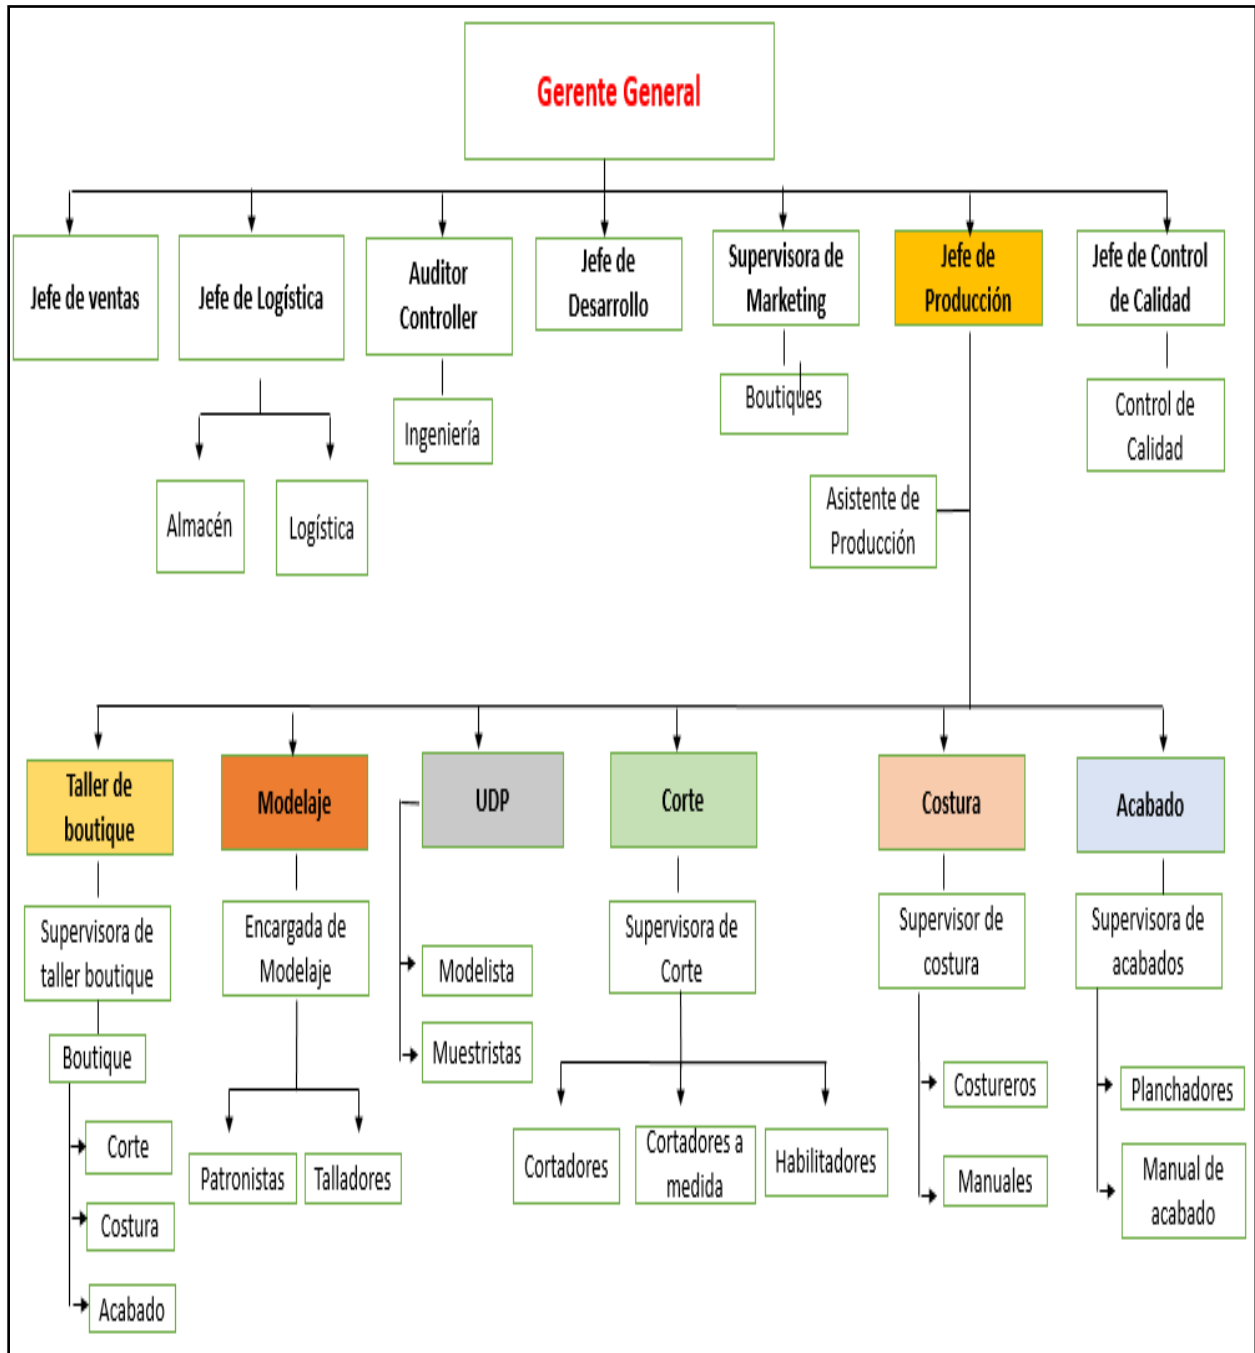 Gerente General
Jefe de ventas
Jefe de Logística
Auditor
Controller
Jefe de
Desarrollo
Supervisora de
Marketing
Jefe de
Producción
Jefe de Control
de Calidad
Almacén
Logística
Ingeniería
Boutiques
Control de
Calidad
Asistente de
Producción
Taller de
boutique
Modelaje
UDP
Corte
Costura
Acabado
Supervisora de
taller boutique
Boutique
Corte
Costura
Acabado
Encargada de
Modelaje
Patronistas
Talladores
Modelista
Muestristas
Supervisora de
Corte
Cortadores
Cortadores a
medida
Habilitadores
Supervisor de
costura
Costureros
Manuales
Supervisora de
acabados
Planchadores
Manual de
acabado